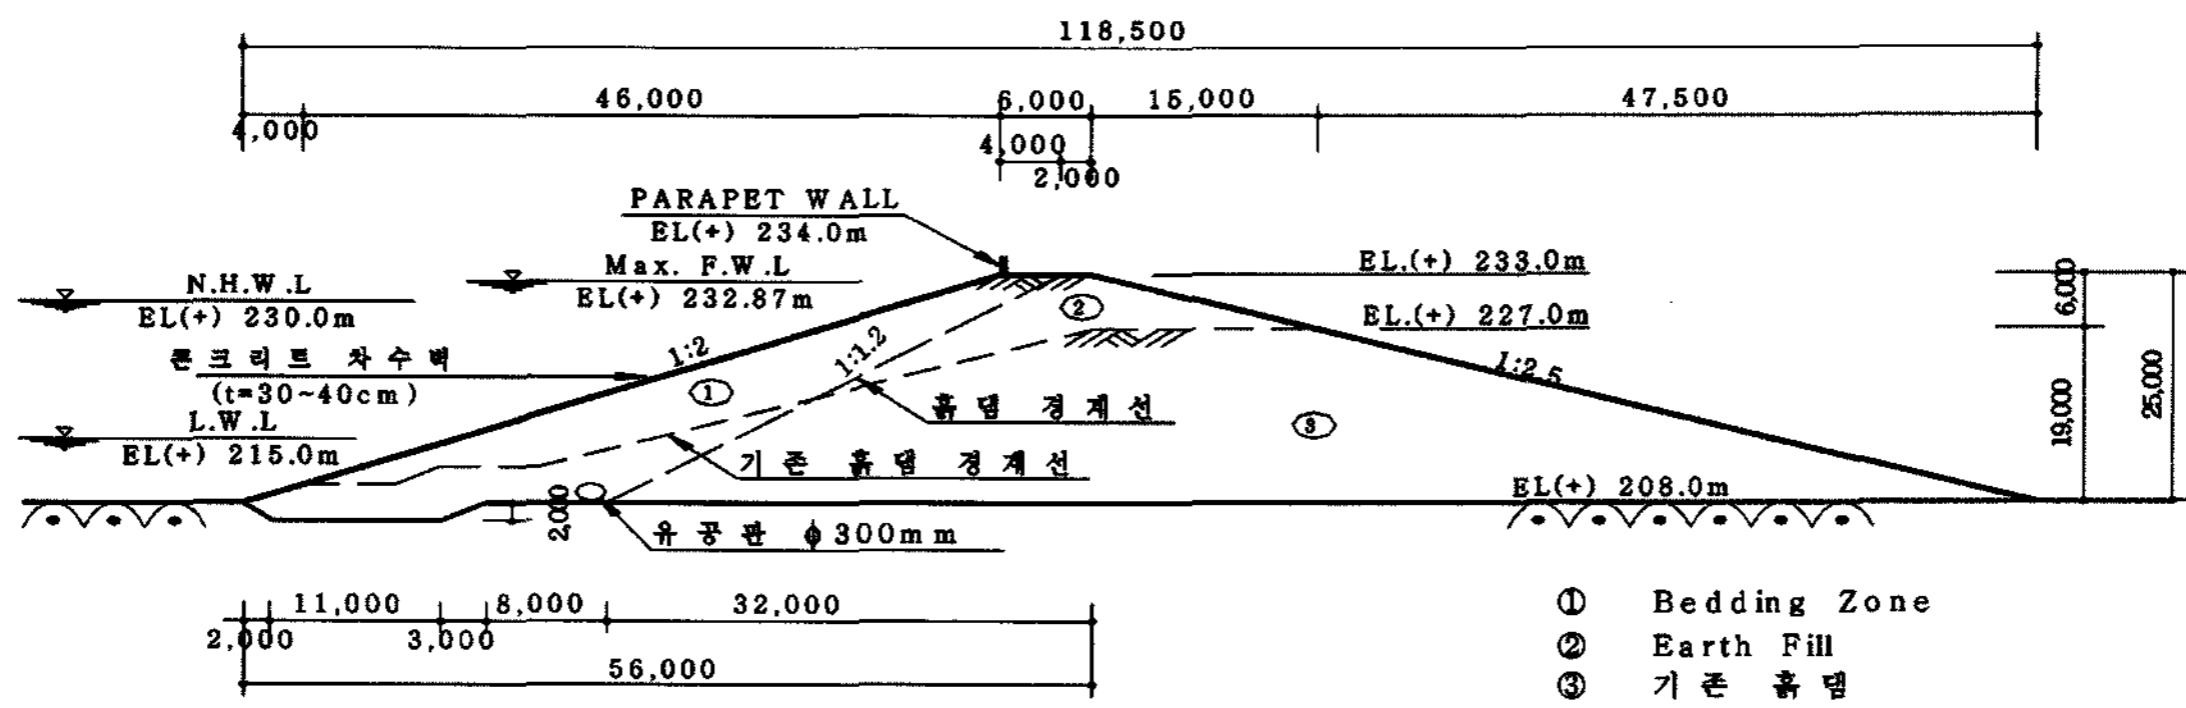 118,500
46,000
6,000
15,000
47,500
4,000
4,000
2,000
PARAPET WALL
EL(+) 234.0m
Max. F.W.L
EL(+) 232.87m
N.H.W.L
EL(+) 230.0m
EL.(+) 233.0m
EL.(+) 227.0m
6,000
19,000
25,000
콘크리트 차수벽
(t=30~40cm)
1:2
1:1.2
1:2.5
①
②
③
흙댐 경계선
L.W.L
EL(+) 215.0m
기존 흙댐 경계선
EL(+) 208.0m
2,000
유공관 ϕ300mm
11,000
8,000
32,000
2,000
3,000
56,000
① Bedding Zone
② Earth Fill
③ 기존 흙댐